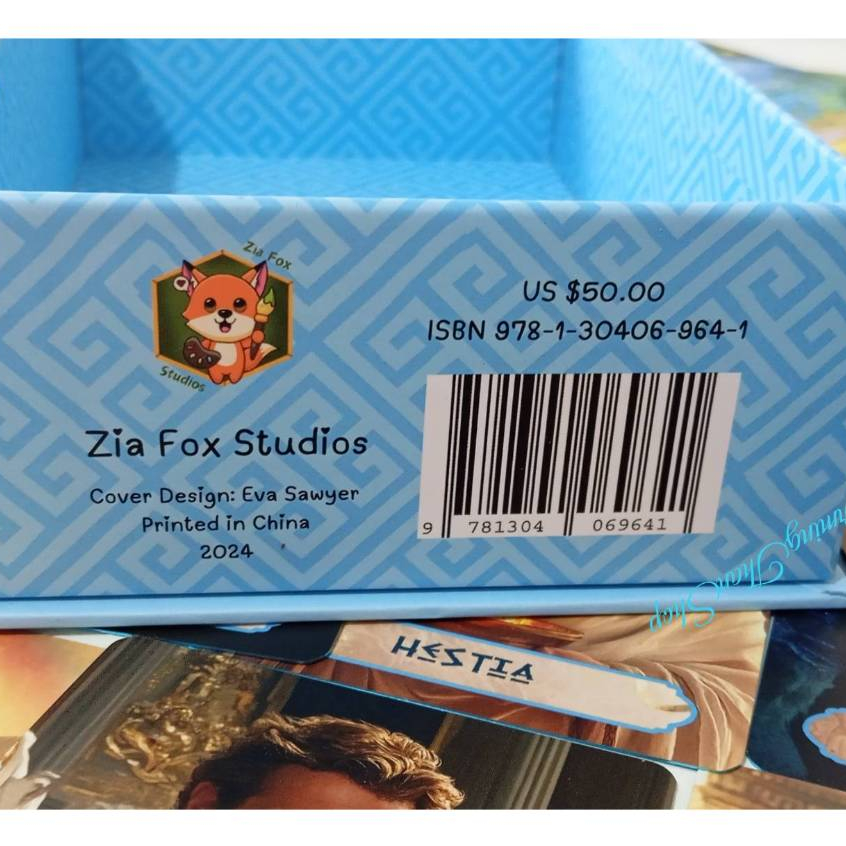 Zia Fox
Studios
Zia Fox Studios
Cover Design: Eva Sawyer
Printed in China
2024
US $50.00
ISBN 978-1-30406-964-1
9 781304 069641
HESTIA